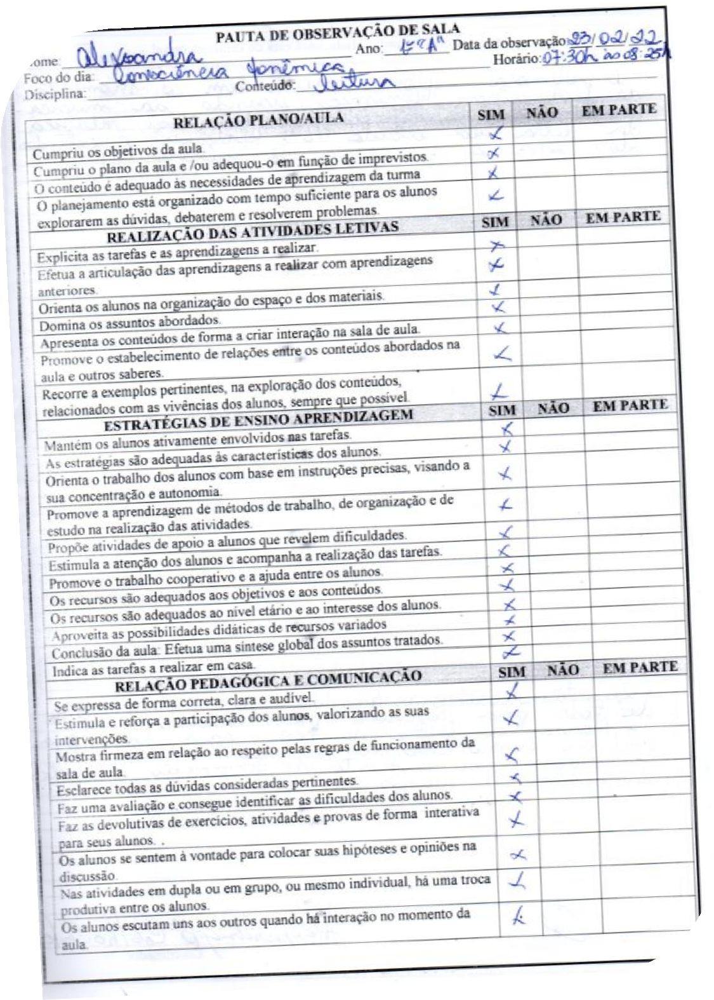 PAUTA DE OBSERVAÇÃO DE SALA
ome: Alexsandra Ano: 1º "A" Data da observação: 23/02/22
Foco do dia: Consciência fonêmica. Horário: 07:30h às 08:25h
Disciplina: Conteúdo: leitura
RELAÇÃO PLANO/AULA SIM NÃO EM PARTE
Cumpriu os objetivos da aula. x
Cumpriu o plano da aula e /ou adequou-o em função de imprevistos. x
O conteúdo é adequado às necessidades de aprendizagem da turma x
O planejamento está organizado com tempo suficiente para os alunos
explorarem as dúvidas, debaterem e resolverem problemas. x
REALIZAÇÃO DAS ATIVIDADES LETIVAS SIM NÃO EM PARTE
Explicita as tarefas e as aprendizagens a realizar. x
Efetua a articulação das aprendizagens a realizar com aprendizagens
anteriores. x
Orienta os alunos na organização do espaço e dos materiais. x
Domina os assuntos abordados. x
Apresenta os conteúdos de forma a criar interação na sala de aula. x
Promove o estabelecimento de relações entre os conteúdos abordados na
aula e outros saberes. x
Recorre a exemplos pertinentes, na exploração dos conteúdos,
relacionados com as vivências dos alunos, sempre que possível. x
ESTRATÉGIAS DE ENSINO APRENDIZAGEM SIM NÃO EM PARTE
Mantém os alunos ativamente envolvidos nas tarefas. x
As estratégias são adequadas às características dos alunos. x
Orienta o trabalho dos alunos com base em instruções precisas, visando a
sua concentração e autonomia. x
Promove a aprendizagem de métodos de trabalho, de organização e de
estudo na realização das atividades. x
Propõe atividades de apoio a alunos que revelem dificuldades. x
Estimula a atenção dos alunos e acompanha a realização das tarefas. x
Promove o trabalho cooperativo e a ajuda entre os alunos. x
Os recursos são adequados aos objetivos e aos conteúdos. x
Os recursos são adequados ao nível etário e ao interesse dos alunos. x
Aproveita as possibilidades didáticas de recursos variados x
Conclusão da aula: Efetua uma síntese global dos assuntos tratados. x
Indica as tarefas a realizar em casa. x
RELAÇÃO PEDAGÓGICA E COMUNICAÇÃO SIM NÃO EM PARTE
Se expressa de forma correta, clara e audível. x
Estimula e reforça a participação dos alunos, valorizando as suas
intervenções. x
Mostra firmeza em relação ao respeito pelas regras de funcionamento da
sala de aula. x
Esclarece todas as dúvidas consideradas pertinentes. x
Faz uma avaliação e consegue identificar as dificuldades dos alunos. x
Faz as devolutivas de exercícios, atividades e provas de forma interativa
para seus alunos. . x
Os alunos se sentem à vontade para colocar suas hipóteses e opiniões na
discussão. x
Nas atividades em dupla ou em grupo, ou mesmo individual, há uma troca
produtiva entre os alunos. x
Os alunos escutam uns aos outros quando há interação no momento da
aula. x